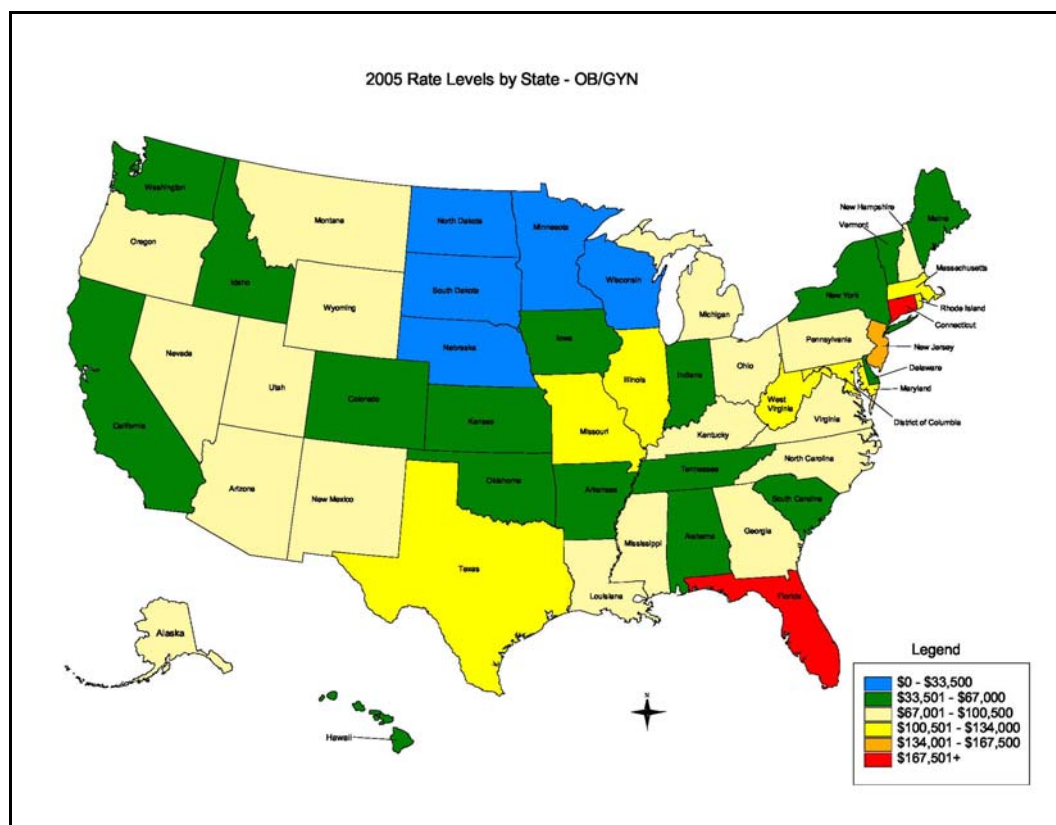 2005 Rate Levels by State - OB/GYN
Washington
Montana
North Dakota
Minnesota
New Hampshire
Vermont
Maine
Oregon
Idaho
South Dakota
Wisconsin
Massachusetts
New York
Wyoming
Michigan
Rhode Island
Connecticut
Nebraska
Iowa
Pennsylvania
New Jersey
Nevada
Utah
Illinois
Indiana
Ohio
Delaware
California
Colorado
Kansas
Missouri
West
Virginia
Maryland
Virginia
District of Columbia
Kentucky
Arizona
New Mexico
Oklahoma
Arkansas
Tennessee
North Carolina
South Carolina
Texas
Mississippi
Alabama
Georgia
Louisiana
Florida
Alaska
Hawaii
N
Legend
$0 - $33,500
$33,501 - $67,000
$67,001 - $100,500
$100,501 - $134,000
$134,001 - $167,500
$167,501+